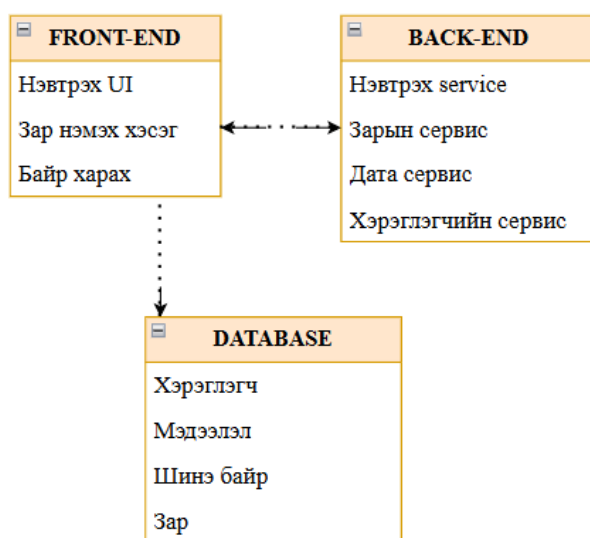 FRONT-END
Нэвтрэх UI
Зар нэмэх хэсэг
Байр харах
BACK-END
Нэвтрэх service
Зарын сервис
Дата сервис
Хэрэглэгчийн сервис
DATABASE
Хэрэглэгч
Мэдээлэл
Шинэ байр
Зар